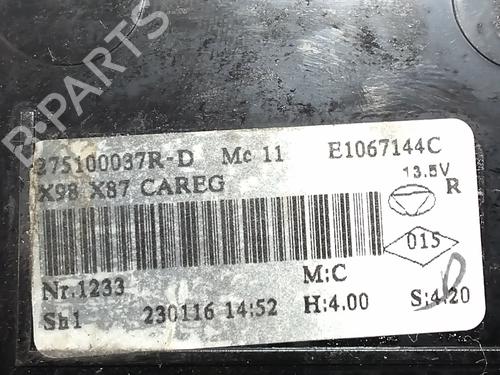 B-PARTS
275100037R-D Mc 11 E1067144C
X98 X87 CAREG 13.5V
R
015
Nr.1233 M:C
Sh1 230116 14:52 H:4.00 S:4.20